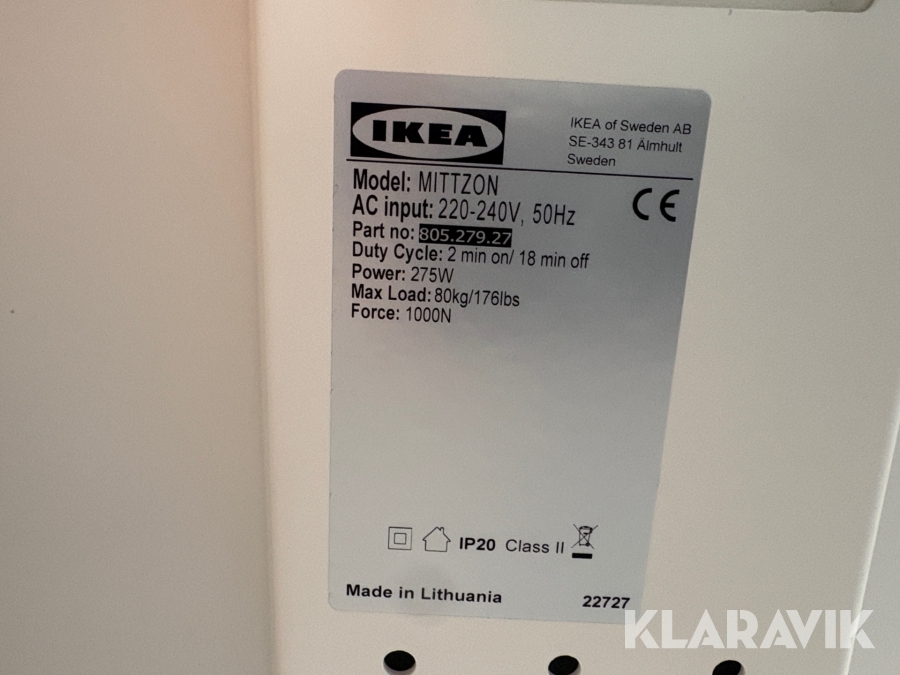 IKEA
IKEA of Sweden AB
SE-343 81 Älmhult
Sweden
Model: MITTZON
AC input: 220-240V, 50Hz
Part no: 805.279.27
Duty Cycle: 2 min on/ 18 min off
Power: 275W
Max Load: 80kg/176lbs
Force: 1000N
CE
IP20 Class II
Made in Lithuania
22727
KLARAVIK